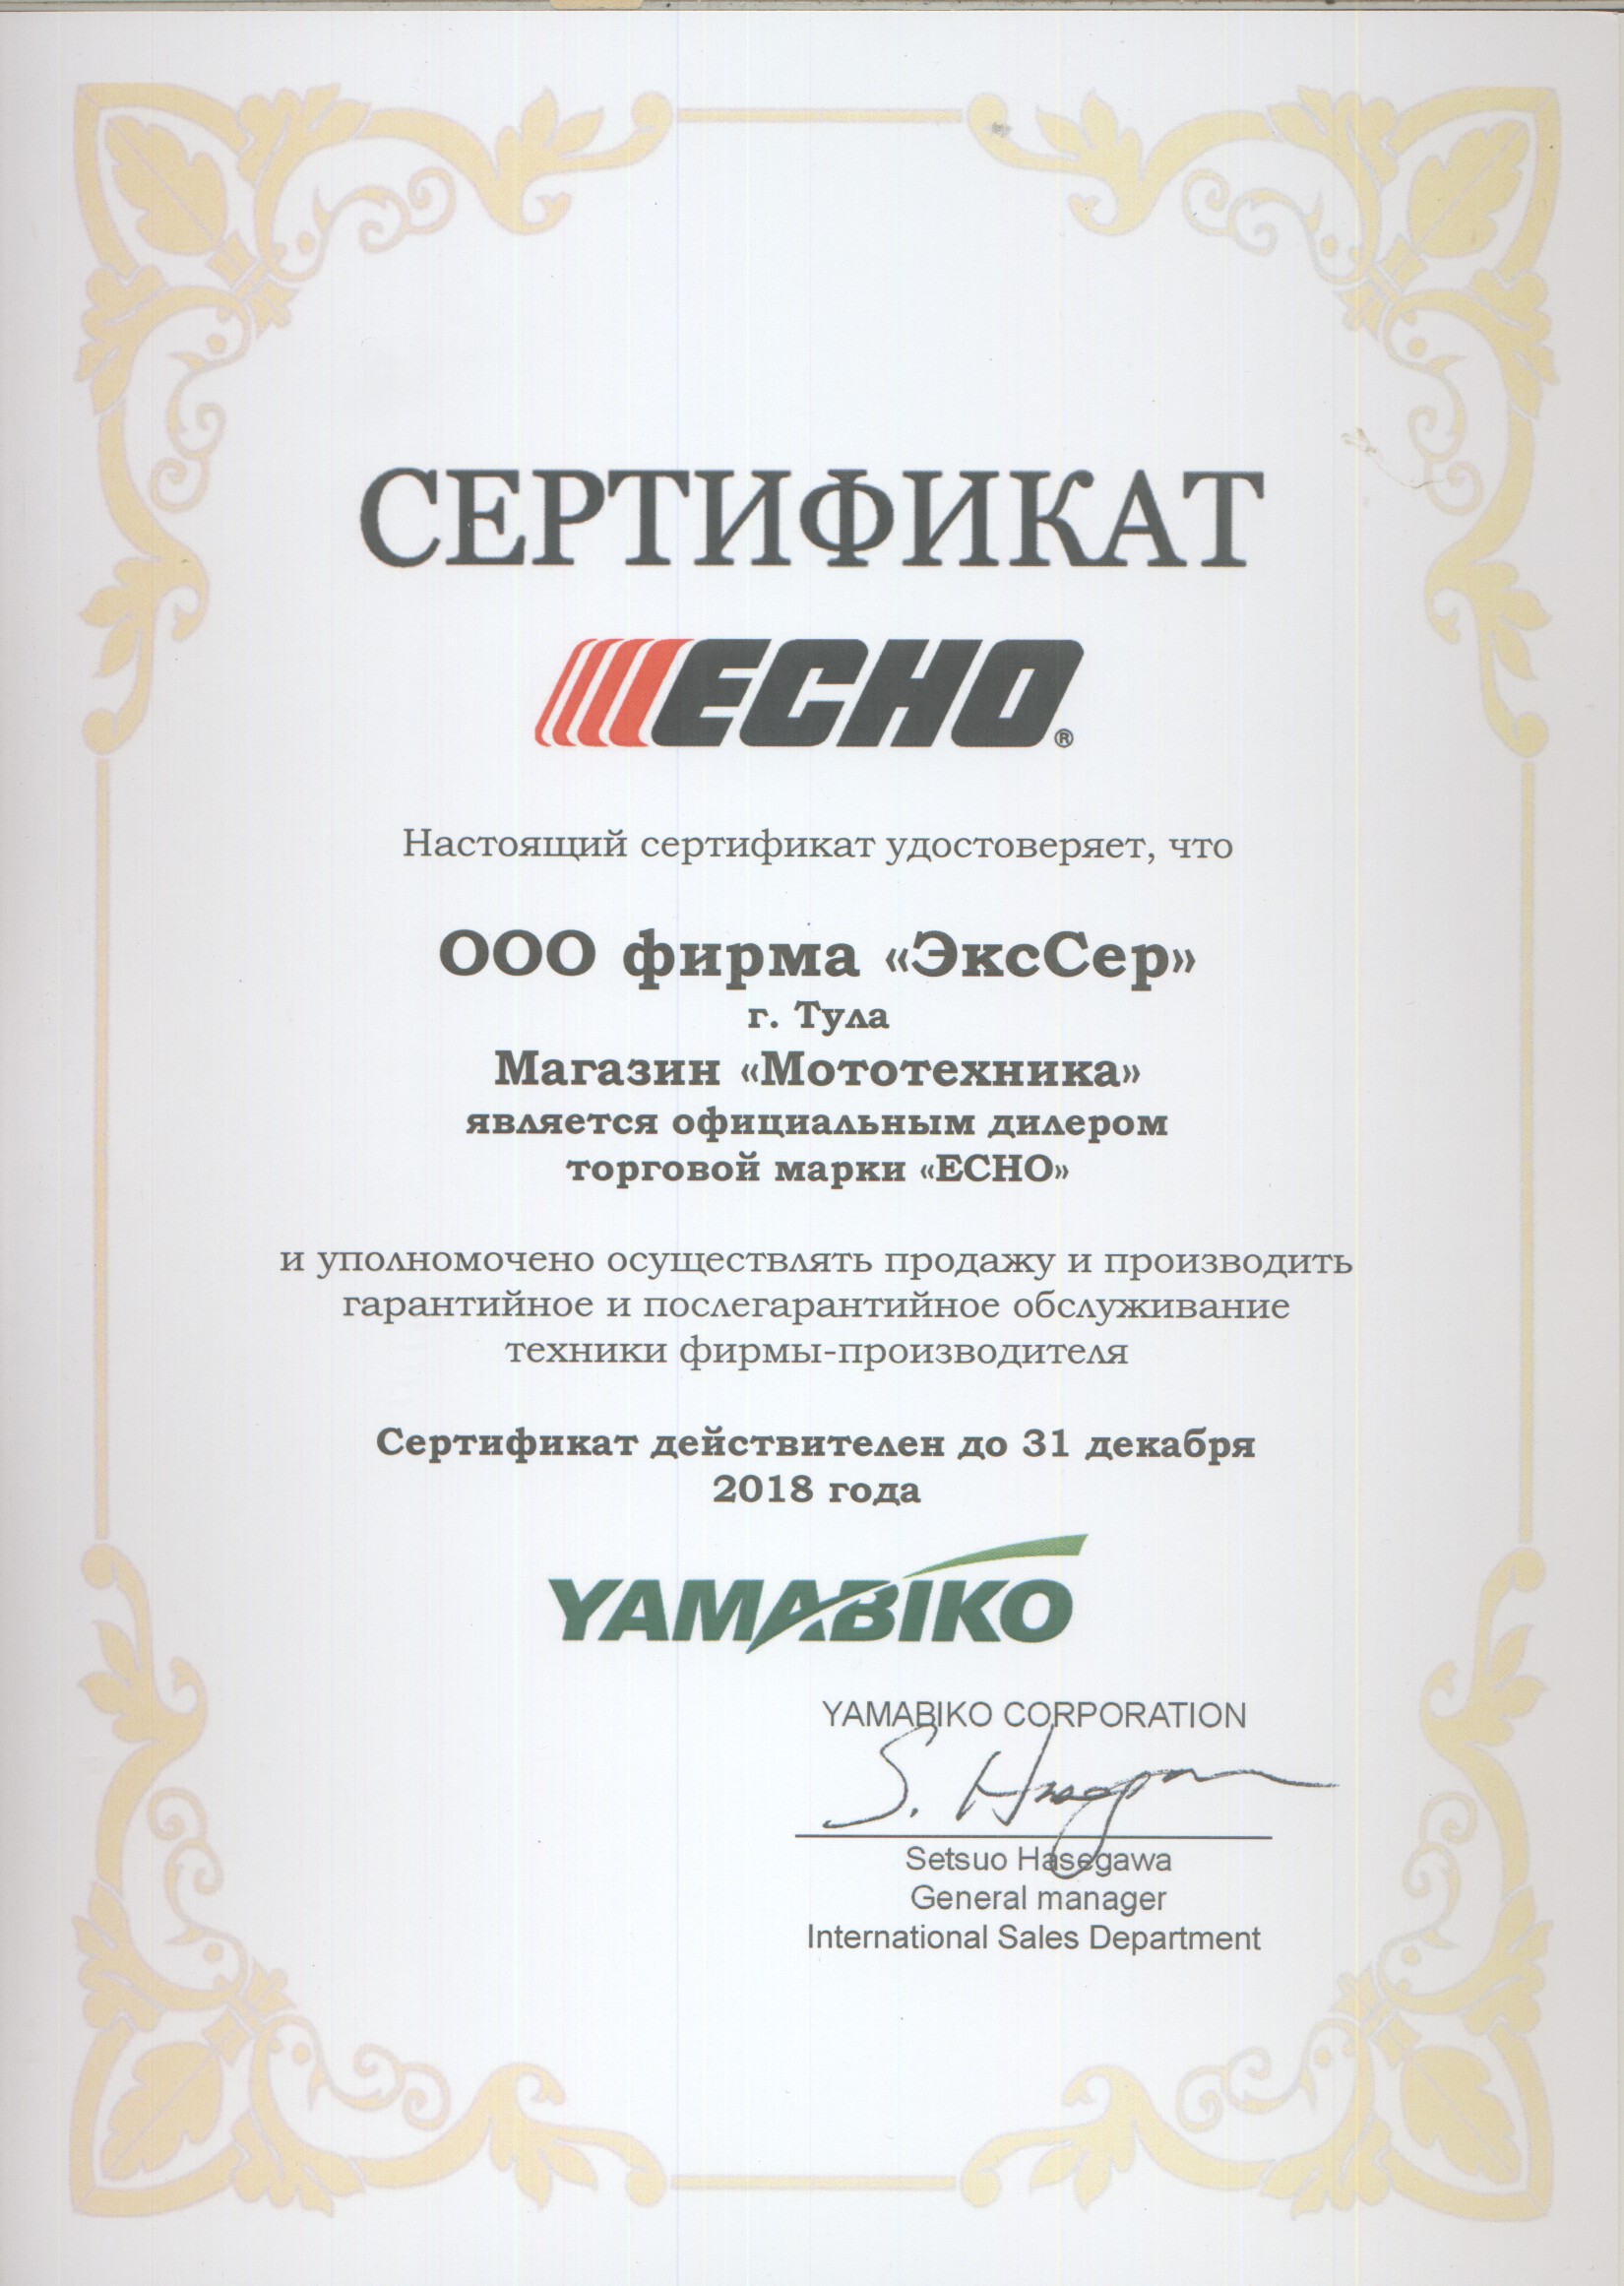 СЕРТИФИКАТ
ECHO®
Настоящий сертификат удостоверяет, что
ООО фирма «ЭксСер»
г. Тула
Магазин «Мототехника»
является официальным дилером
торговой марки «ECHO»
и уполномочено осуществлять продажу и производить
гарантийное и послегарантийное обслуживание
техники фирмы-производителя
Сертификат действителен до 31 декабря
2018 года
YAMABIKO
YAMABIKO CORPORATION
S. Hasegawa
Setsuo Hasegawa
General manager
International Sales Department